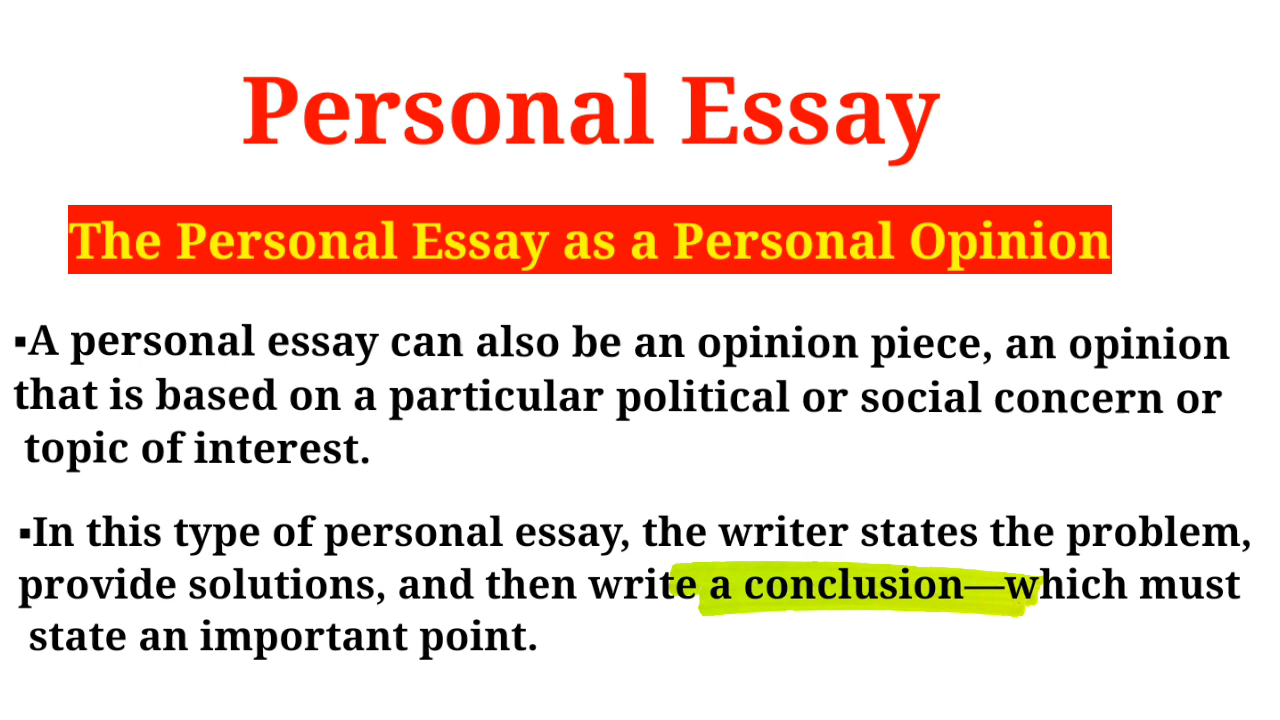 Personal Essay
The Personal Essay as a Personal Opinion
▪A personal essay can also be an opinion piece, an opinion
that is based on a particular political or social concern or
topic of interest.
▪In this type of personal essay, the writer states the problem,
provide solutions, and then write a conclusion—which must
state an important point.